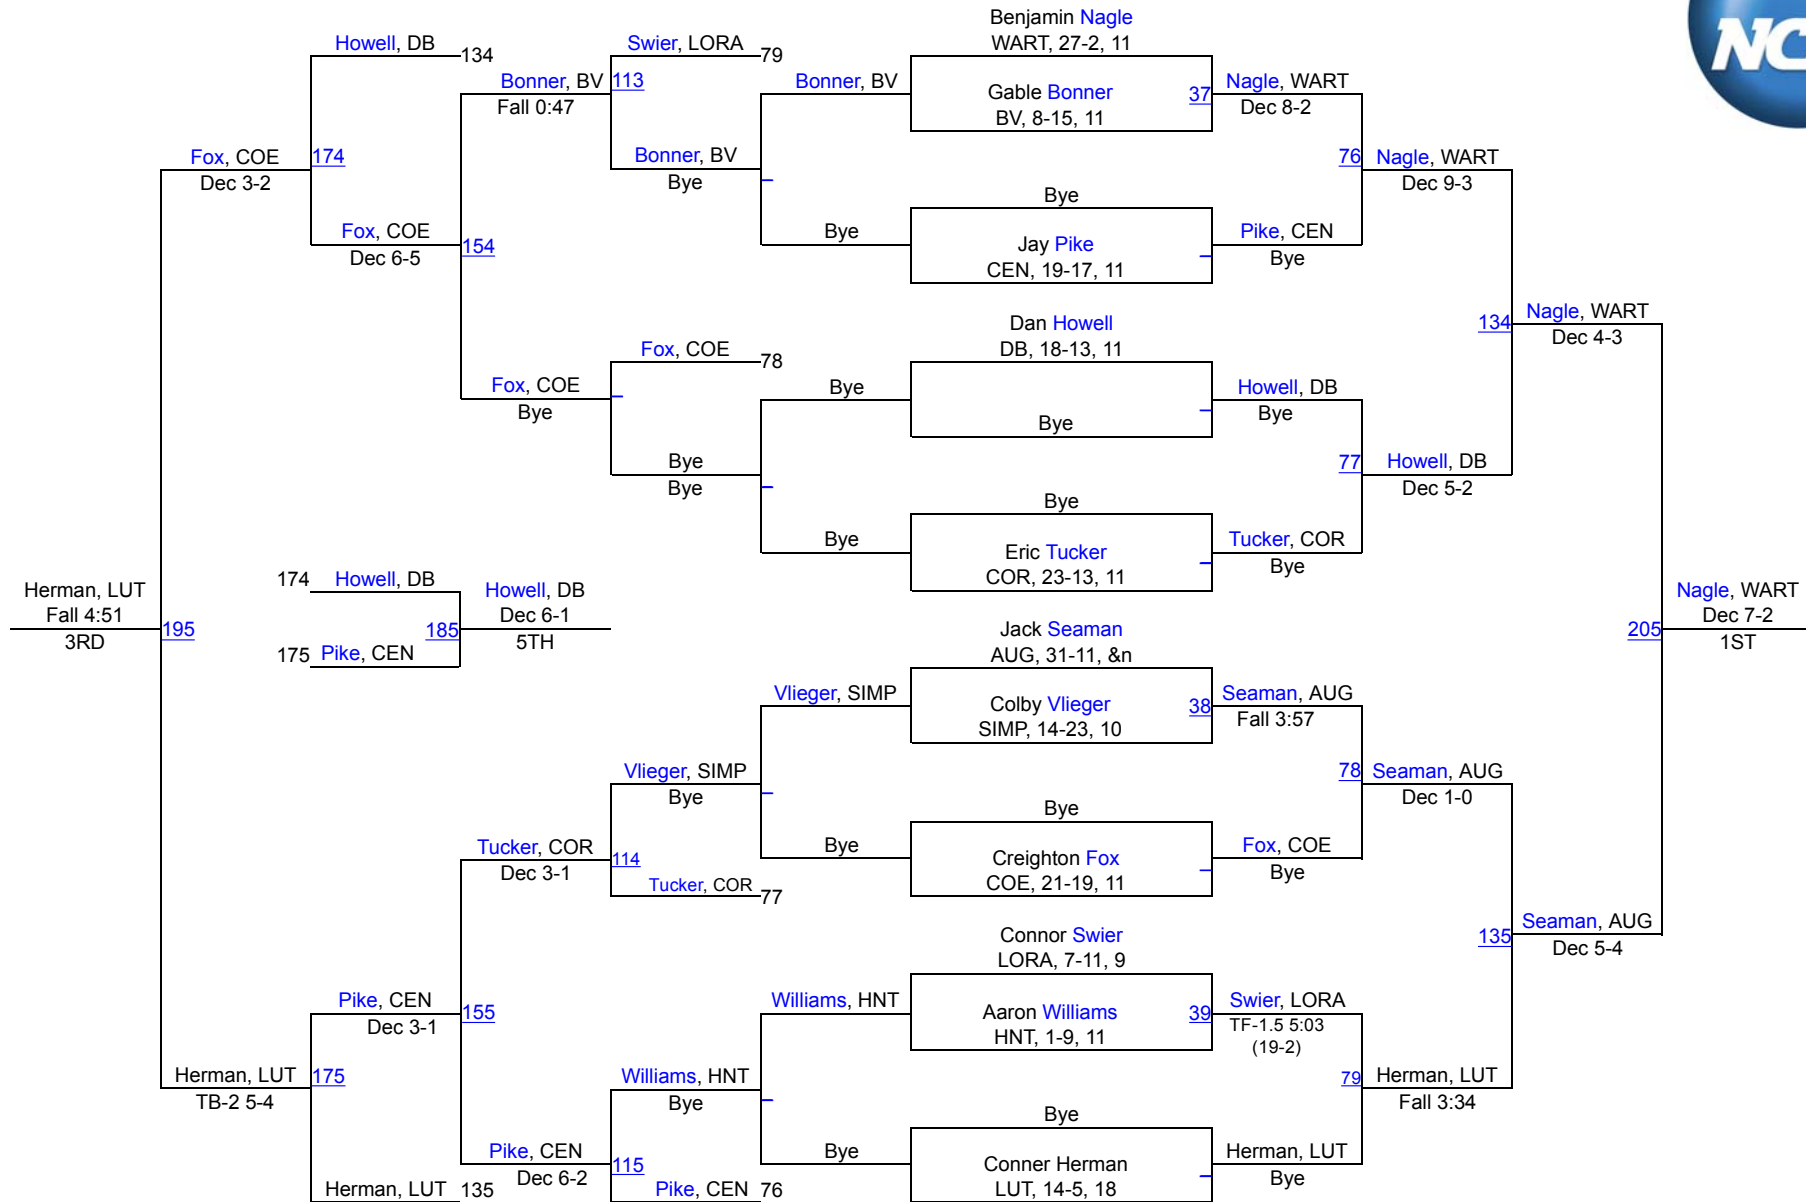 NC
Benjamin Nagle
WART, 27-2, 11
Howell, DB
134
Swier, LORA
79
Bonner, BV
Fall 0:47
113
Bonner, BV
Gable Bonner
BV, 8-15, 11
37
Nagle, WART
Dec 8-2
Fox, COE
Dec 3-2
174
Bonner, BV
Bye
76
Nagle, WART
Dec 9-3
Bye
Fox, COE
Dec 6-5
154
Bye
Jay Pike
CEN, 19-17, 11
Pike, CEN
Bye
Dan Howell
DB, 18-13, 11
134
Nagle, WART
Dec 4-3
Fox, COE
78
Fox, COE
Bye
Bye
Howell, DB
Bye
Bye
Bye
Bye
77
Howell, DB
Dec 5-2
Bye
Bye
Eric Tucker
COR, 23-13, 11
Tucker, COR
Bye
Herman, LUT
Fall 4:51
3RD
195
174
Howell, DB
185
175
Pike, CEN
Howell, DB
Dec 6-1
5TH
205
Nagle, WART
Dec 7-2
1ST
Jack Seaman
AUG, 31-11, &n
Vlieger, SIMP
Colby Vlieger
SIMP, 14-23, 10
38
Seaman, AUG
Fall 3:57
Vlieger, SIMP
Bye
78
Seaman, AUG
Dec 1-0
Bye
Tucker, COR
Dec 3-1
114
Bye
Creighton Fox
COE, 21-19, 11
Fox, COE
Bye
Tucker, COR
77
Connor Swier
LORA, 7-11, 9
135
Seaman, AUG
Dec 5-4
Pike, CEN
Dec 3-1
155
Williams, HNT
Aaron Williams
HNT, 1-9, 11
39
Swier, LORA
TF-1.5 5:03
(19-2)
Herman, LUT
TB-2 5-4
175
Williams, HNT
Bye
79
Herman, LUT
Fall 3:34
Bye
Pike, CEN
Dec 6-2
115
Bye
Conner Herman
LUT, 14-5, 18
Herman, LUT
Bye
Herman, LUT
135
Pike, CEN
76